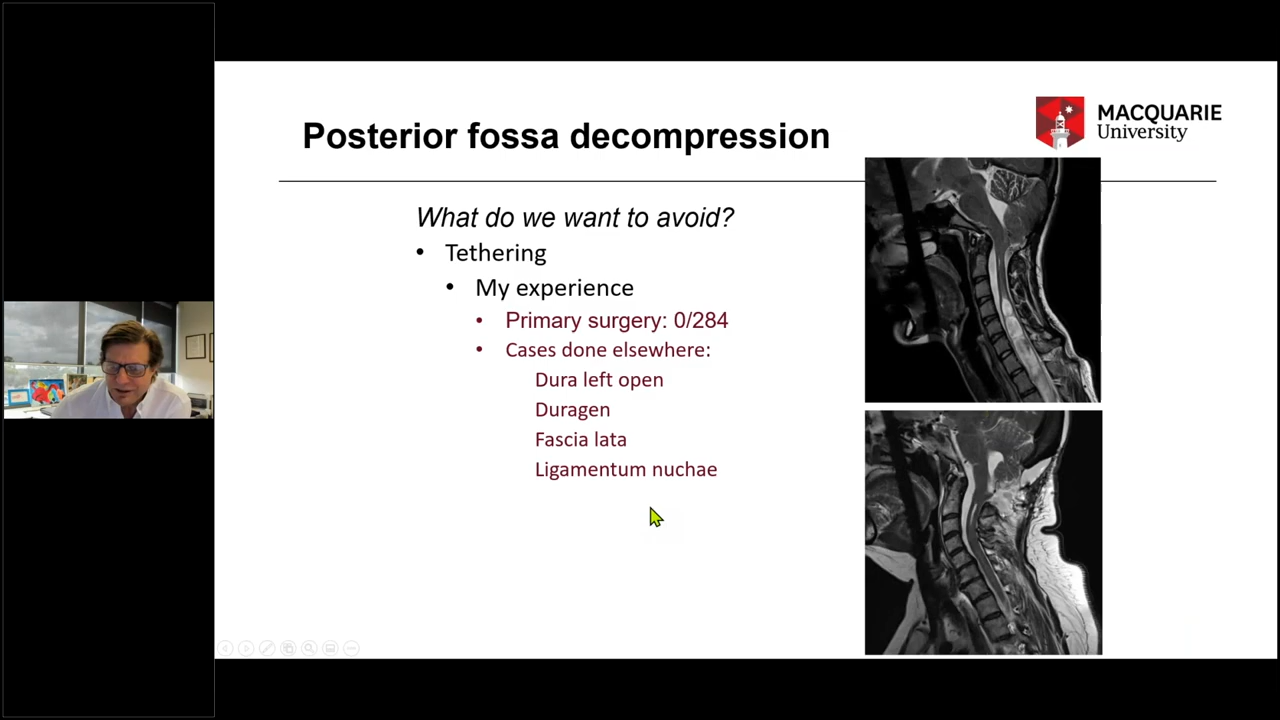 Posterior fossa decompression
MACQUARIE
University
What do we want to avoid?
• Tethering
• My experience
• Primary surgery: 0/284
• Cases done elsewhere:
Dura left open
Duragen
Fascia lata
Ligamentum nuchae